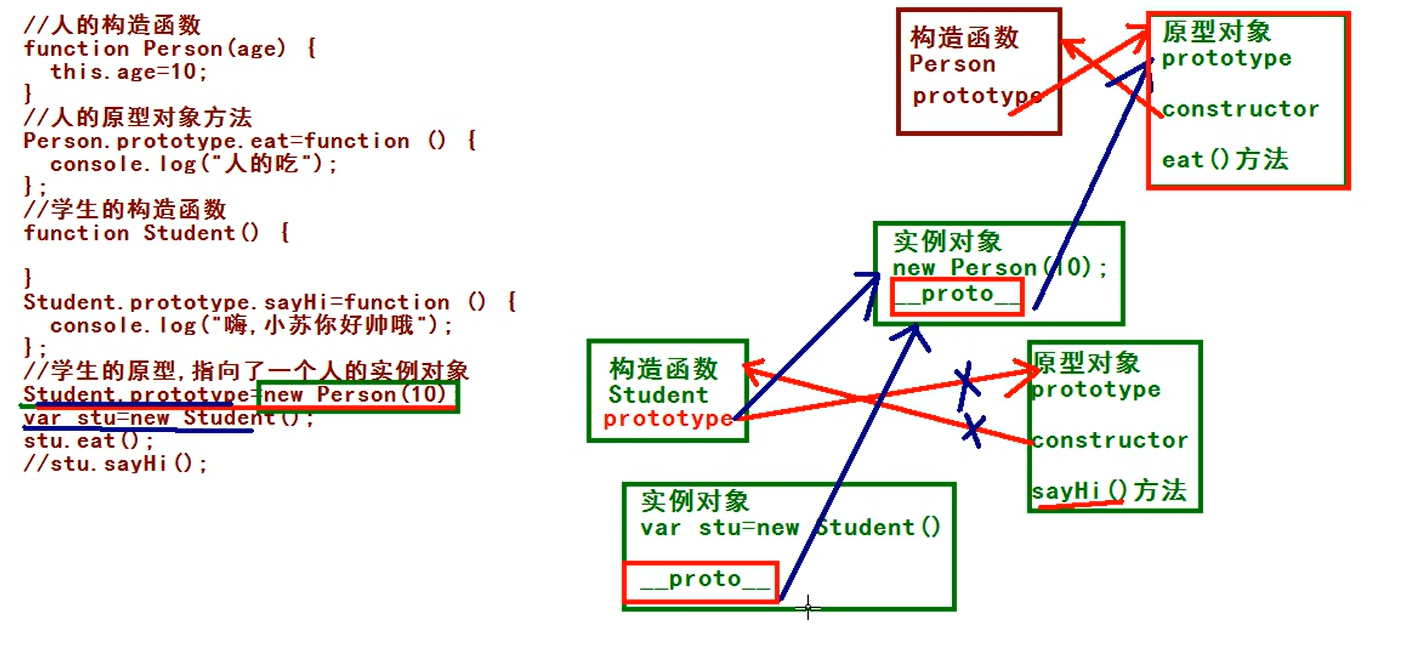 //人的构造函数
function Person(age) {
  this.age=10;
}
//人的原型对象方法
Person.prototype.eat=function () {
  console.log("人的吃");
};
//学生的构造函数
function Student() {

}
Student.prototype.sayHi=function () {
  console.log("嗨,小苏你好帅哦");
};
//学生的原型,指向了一个人的实例对象
Student.prototype=new Person(10)
var stu=new Student();
stu.eat();
//stu.sayHi();
构造函数
Person
prototype
原型对象
prototype
constructor
eat()方法
实例对象
new Person(10);
__proto__
构造函数
Student
prototype
原型对象
prototype
constructor
sayHi()方法
实例对象
var stu=new Student()
__proto__